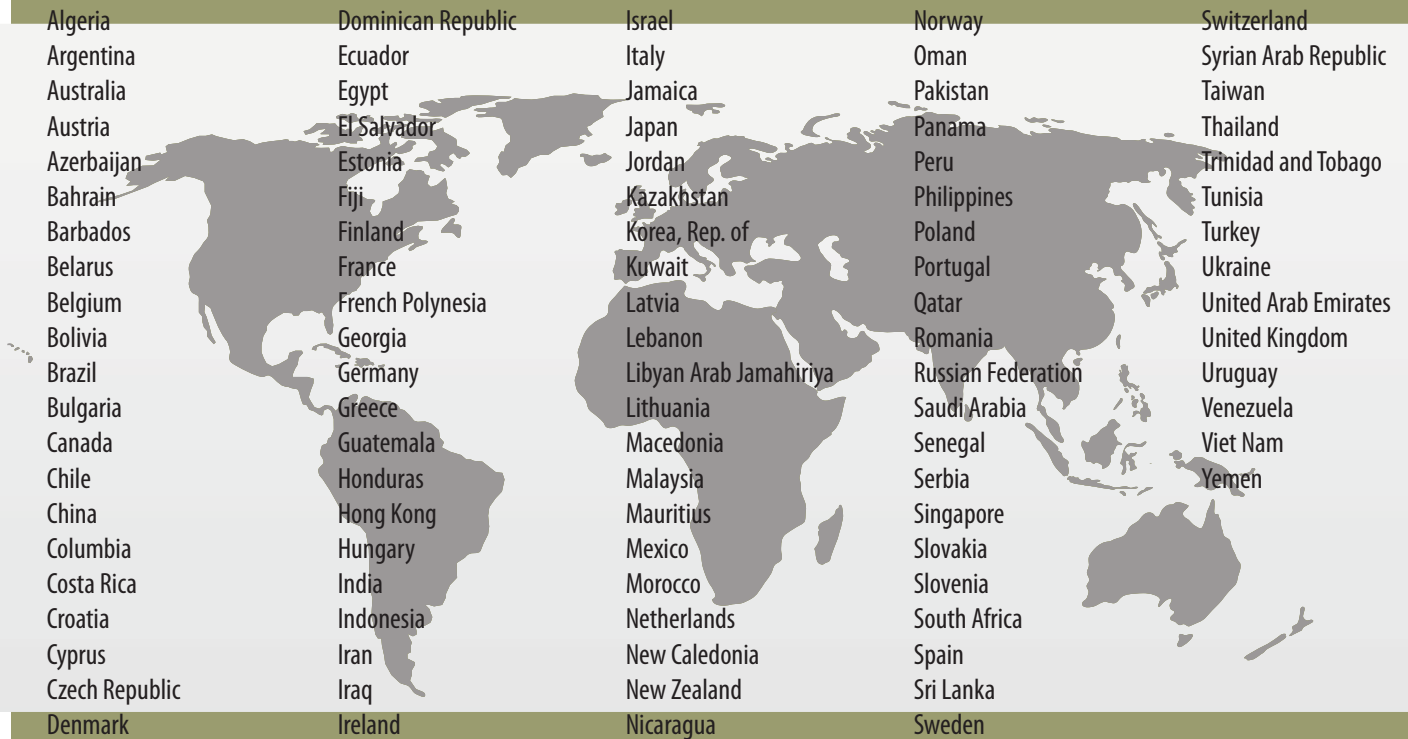 Algeria
Argentina
Australia
Austria
Azerbaijan
Bahrain
Barbados
Belarus
Belgium
Bolivia
Brazil
Bulgaria
Canada
Chile
China
Columbia
Costa Rica
Croatia
Cyprus
Czech Republic
Denmark
Dominican Republic
Ecuador
Egypt
El Salvador
Estonia
Fiji
Finland
France
French Polynesia
Georgia
Germany
Greece
Guatemala
Honduras
Hong Kong
Hungary
India
Indonesia
Iran
Iraq
Ireland
Israel
Italy
Jamaica
Japan
Jordan
Kazakhstan
Korea, Rep. of
Kuwait
Latvia
Lebanon
Libyan Arab Jamahiriya
Lithuania
Macedonia
Malaysia
Mauritius
Mexico
Morocco
Netherlands
New Caledonia
New Zealand
Nicaragua
Norway
Oman
Pakistan
Panama
Peru
Philippines
Poland
Portugal
Qatar
Romania
Russian Federation
Saudi Arabia
Senegal
Serbia
Singapore
Slovakia
Slovenia
South Africa
Spain
Sri Lanka
Sweden
Switzerland
Syrian Arab Republic
Taiwan
Thailand
Trinidad and Tobago
Tunisia
Turkey
Ukraine
United Arab Emirates
United Kingdom
Uruguay
Venezuela
Viet Nam
Yemen